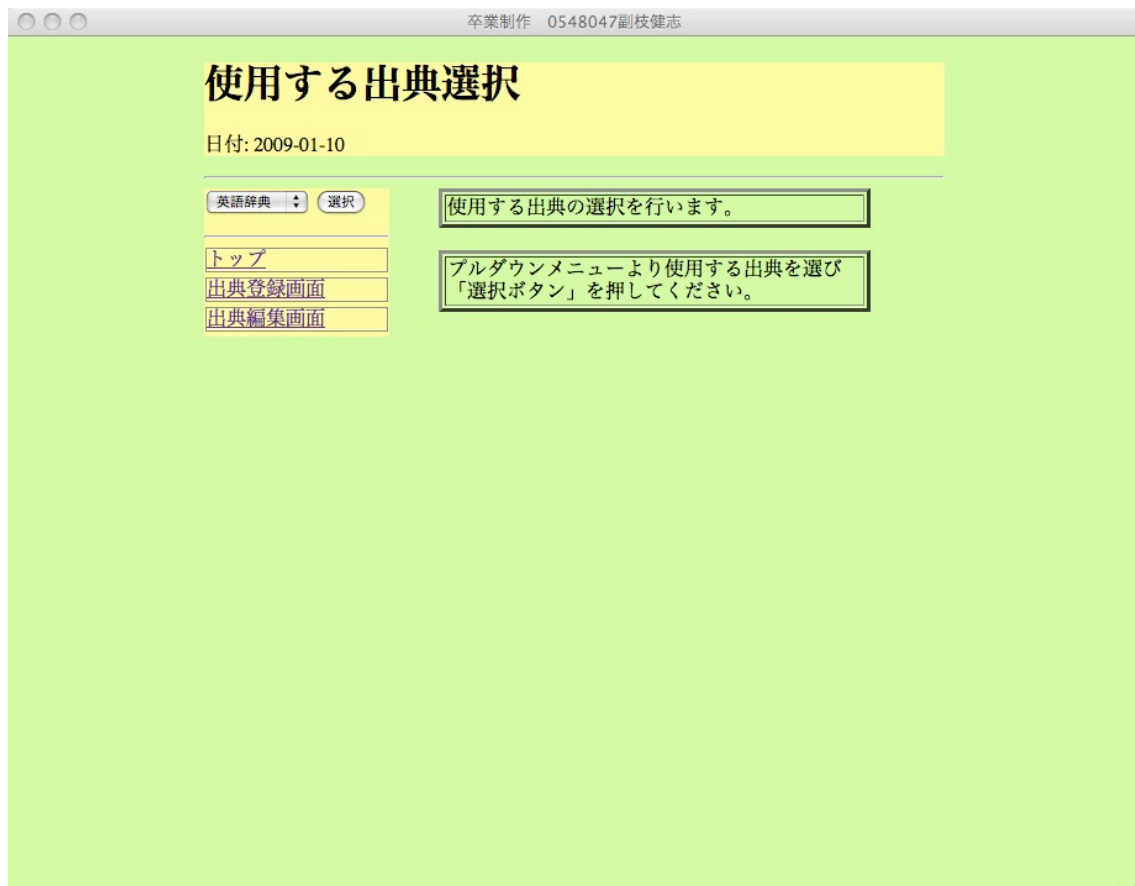 卒業制作　0548047副枝健志
使用する出典選択
日付: 2009-01-10
英語辞典 選択
トップ
出典登録画面
出典編集画面
使用する出典の選択を行います。
プルダウンメニューより使用する出典を選び
「選択ボタン」を押してください。